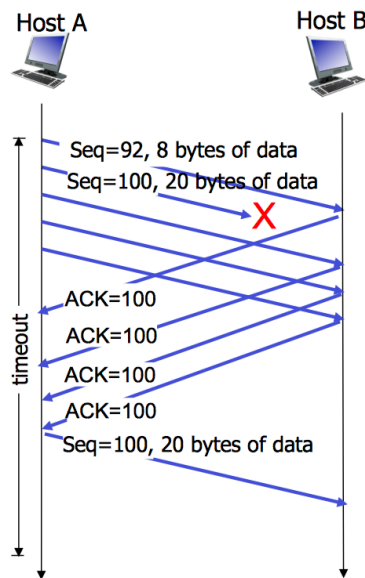 Host A
Host B
Seq=92, 8 bytes of data
Seq=100, 20 bytes of data
X
ACK=100
ACK=100
ACK=100
ACK=100
timeout
Seq=100, 20 bytes of data